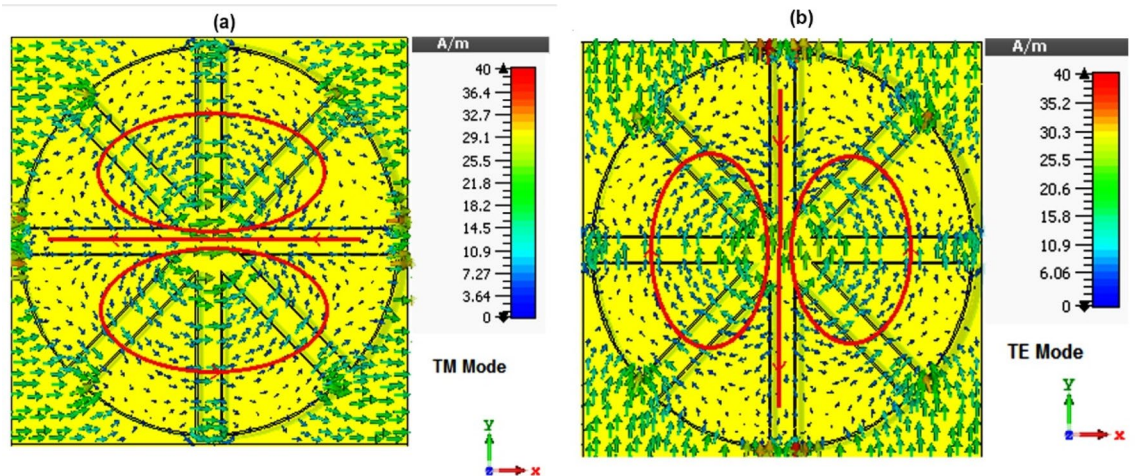 (a)
A/m
40
36.4
32.7
29.1
25.5
21.8
18.2
14.5
10.9
7.27
3.64
0
TM Mode
y
z
x
(b)
A/m
40
35.2
30.3
25.5
20.6
15.8
10.9
6.06
0
TE Mode
y
z
x